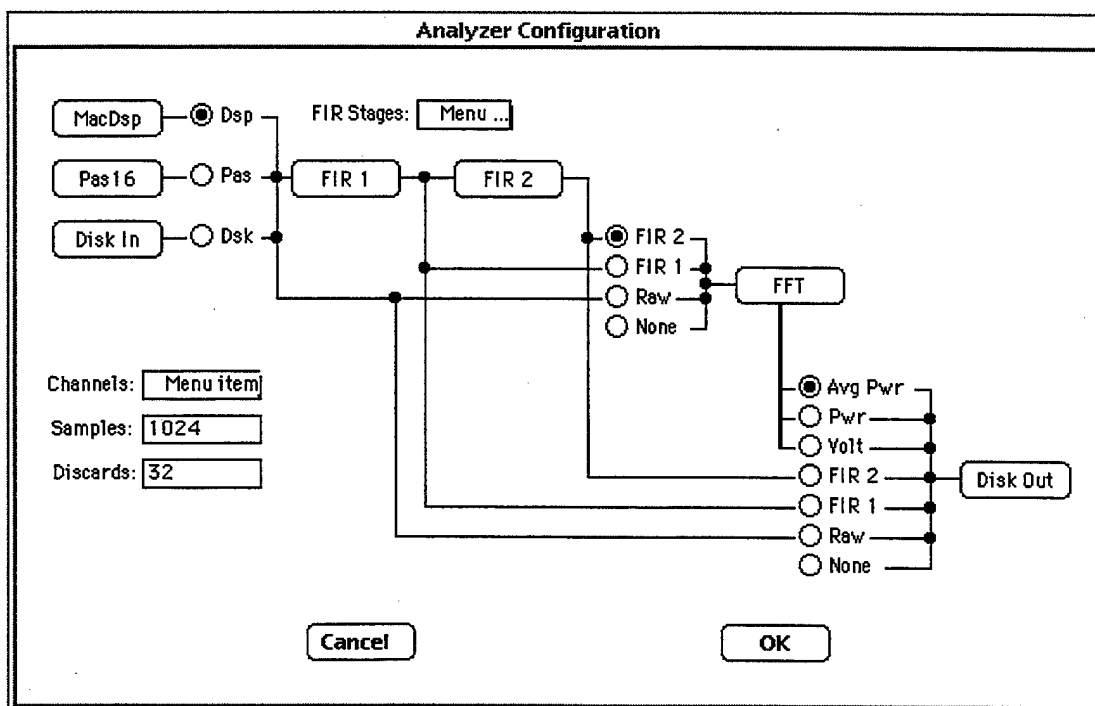 Analyzer Configuration
MacDsp Dsp FIR Stages: Menu ...
Pas16 Pas FIR 1 FIR 2
Disk In Dsk
FIR 2
FIR 1
FFT
Raw
None
Channels: Menu item
Avg Pwr
Samples: 1024
Pwr
Volt
Discards: 32
FIR 2
Disk Out
FIR 1
Raw
None
Cancel OK